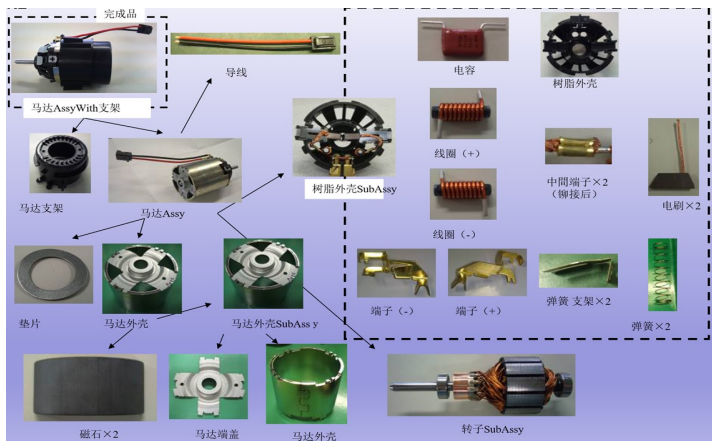 完成品
马达AssyWith支架
导线
马达支架
马达Assy
树脂外壳SubAssy
垫片
马达外壳
马达外壳SubAss y
磁石×2
马达端盖
马达外壳
转子SubAssy
电容
树脂外壳
线圈（+）
中間端子×2
（铆接后）
电刷×2
线圈（-）
端子（-）
端子（+）
弹簧 支架×2
弹簧×2